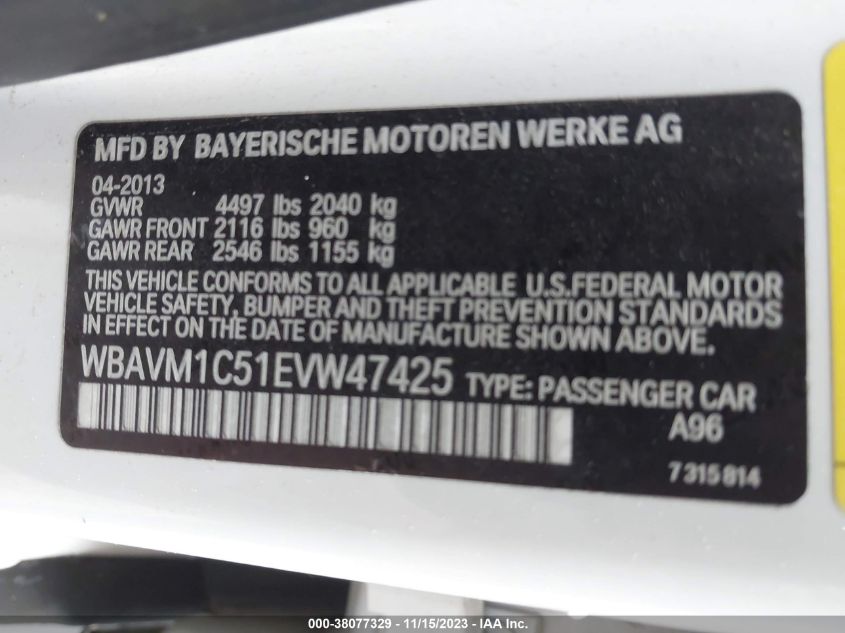 MFD BY BAYERISCHE MOTOREN WERKE AG
04-2013
GVWR 4497 lbs 2040 kg
GAWR FRONT 2116 lbs 960 kg
GAWR REAR 2546 lbs 1155 kg
THIS VEHICLE CONFORMS TO ALL APPLICABLE U.S.FEDERAL MOTOR
VEHICLE SAFETY, BUMPER AND THEFT PREVENTION STANDARDS
IN EFFECT ON THE DATE OF MANUFACTURE SHOWN ABOVE.
WBAVM1C51EVW47425 TYPE: PASSENGER CAR
A96
7315814
000-38077329 - 11/15/2023 - IAA Inc.